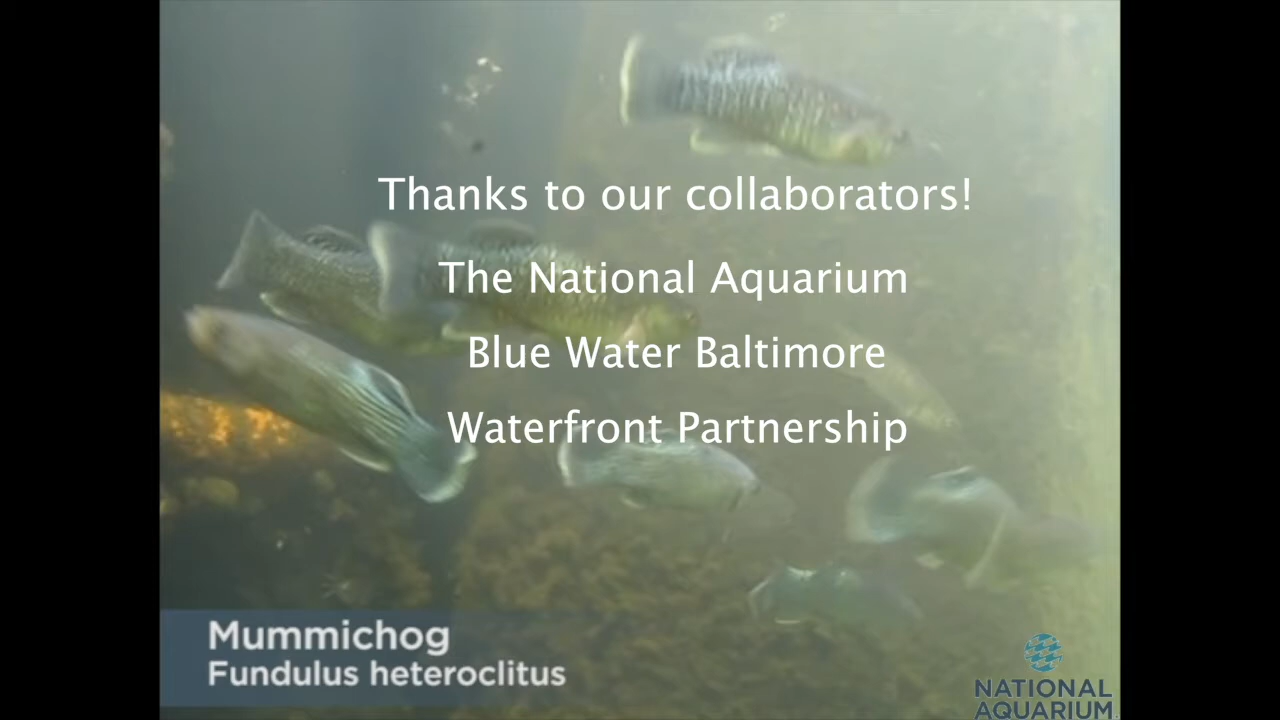 Thanks to our collaborators!
The National Aquarium
Blue Water Baltimore
Waterfront Partnership
Mummichog
Fundulus heteroclitus
NATIONAL
AQUARIUM